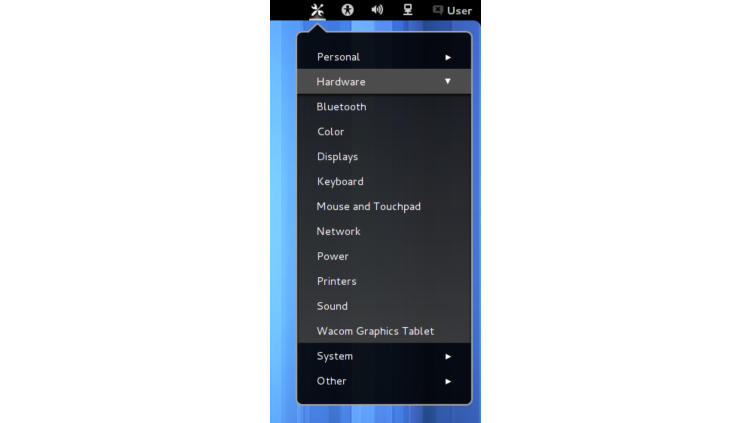 User
Personal
Hardware
Bluetooth
Color
Displays
Keyboard
Mouse and Touchpad
Network
Power
Printers
Sound
Wacom Graphics Tablet
System
Other